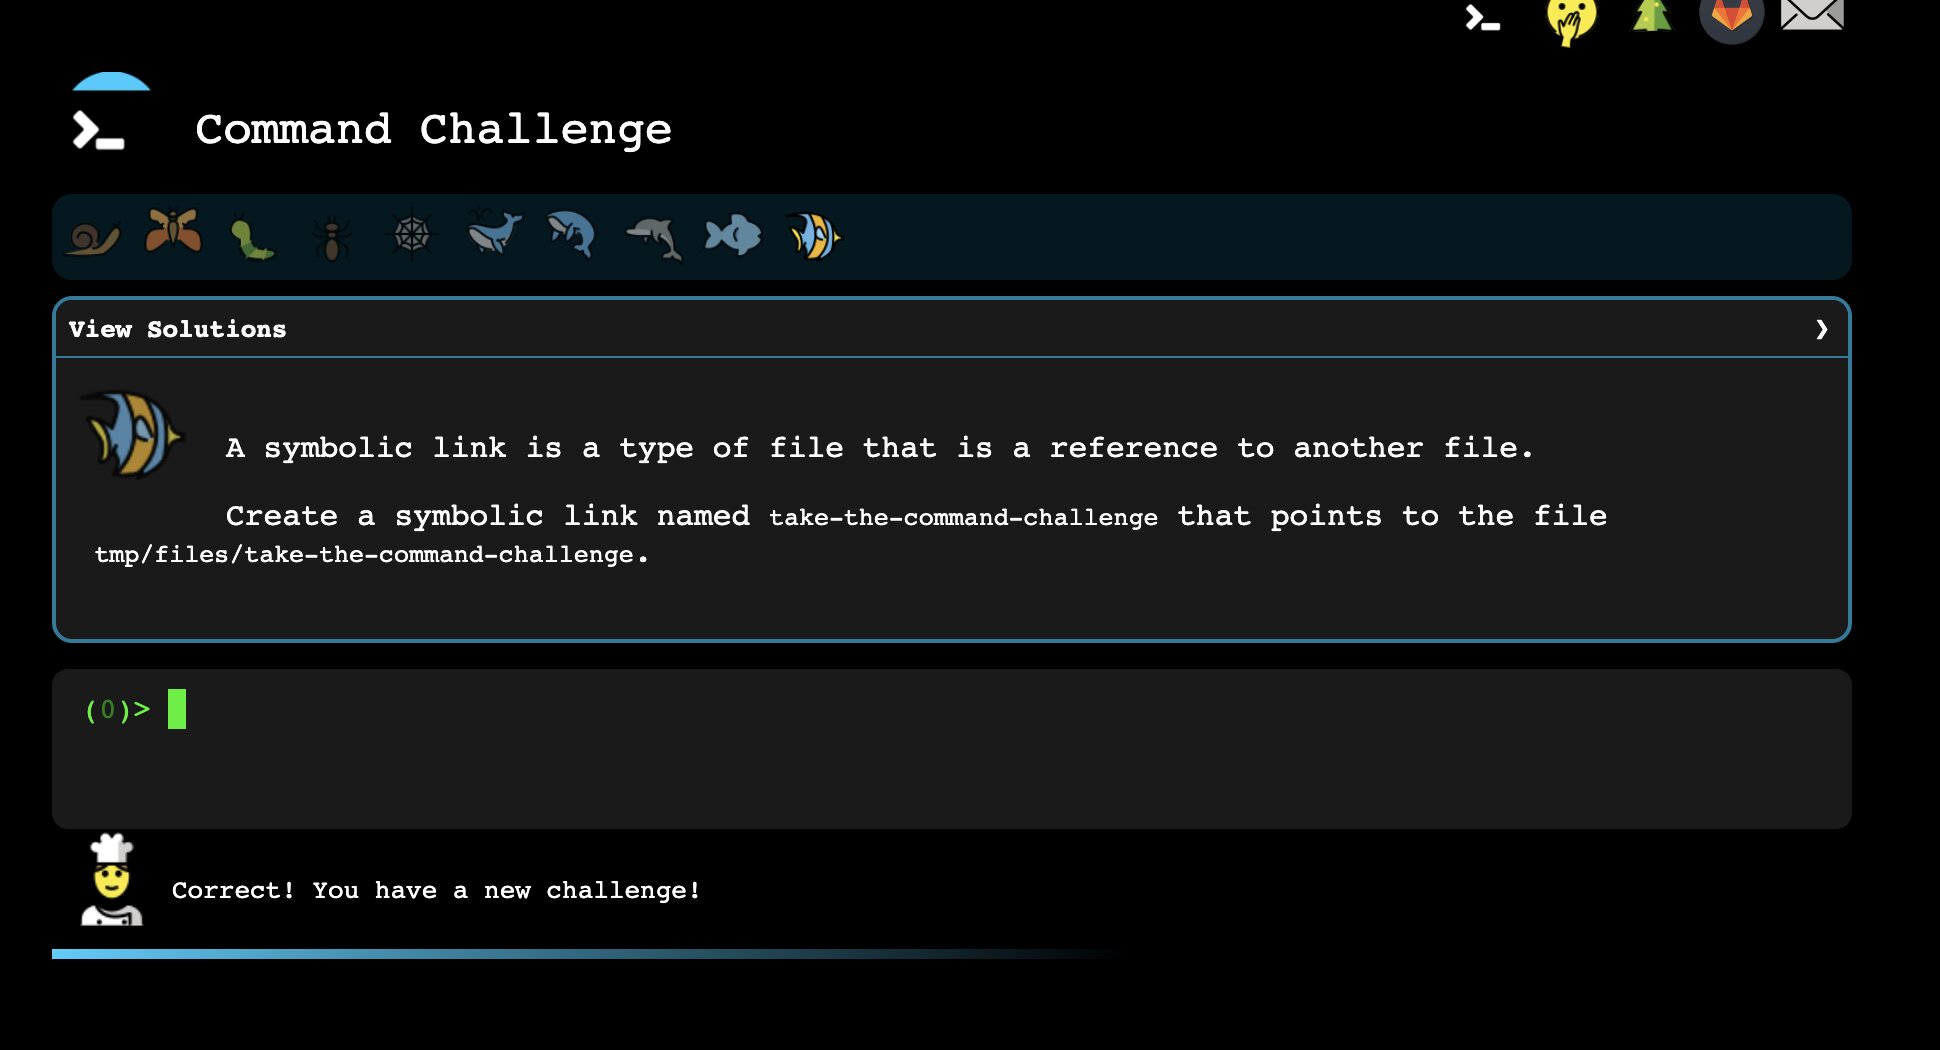 Command Challenge
View Solutions ❯
A symbolic link is a type of file that is a reference to another file.
Create a symbolic link named take-the-command-challenge that points to the file
tmp/files/take-the-command-challenge.
(0)>
Correct! You have a new challenge!